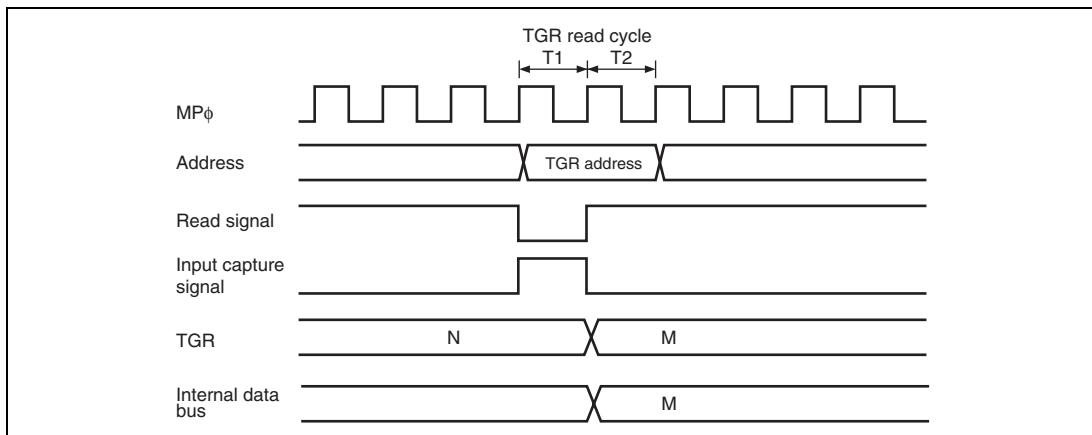 TGR read cycle
T1 T2
MPϕ
Address
TGR address
Read signal
Input capture
signal
TGR
N M
Internal data
bus
M